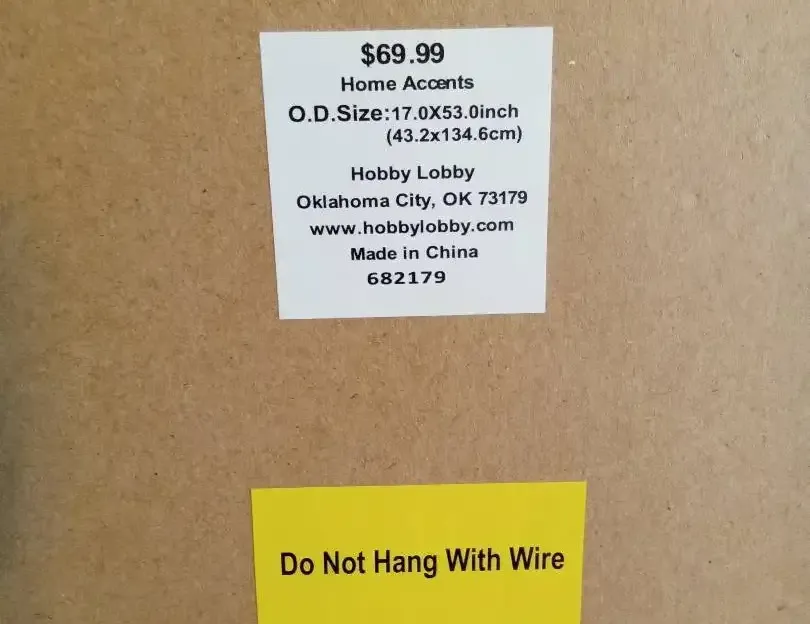 $69.99
Home Accents
O.D.Size:17.0X53.0inch
(43.2x134.6cm)
Hobby Lobby
Oklahoma City, OK 73179
www.hobbylobby.com
Made in China
682179
Do Not Hang With Wire